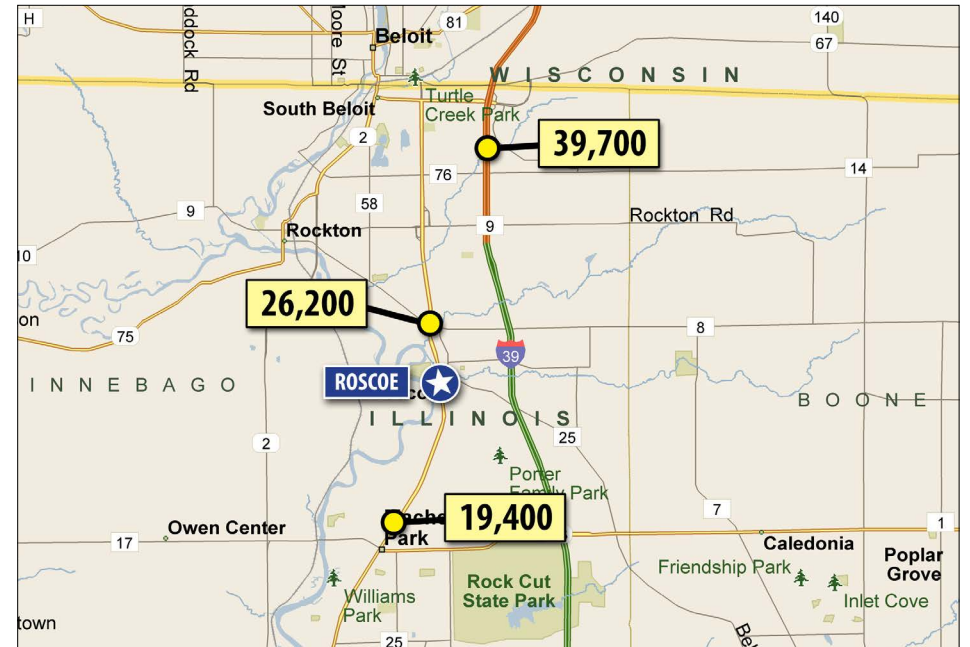 H
ddock Rd
loore St
81
Beloit
140
67
WISCONSIN
South Beloit
Turtle
Creek Park
2
39,700
76
14
58
9
Rockton Rd
9
Rockton
10
26,200
on
75
8
39
INNEBAGO
ROSCOE
BOONE
ILLINOIS
2
25
Porter
Family Park
7
19,400
Park
Owen Center
17
1
Caledonia
Poplar
Grove
Friendship Park
Rock Cut
State Park
Williams
Park
Inlet Cove
town
25